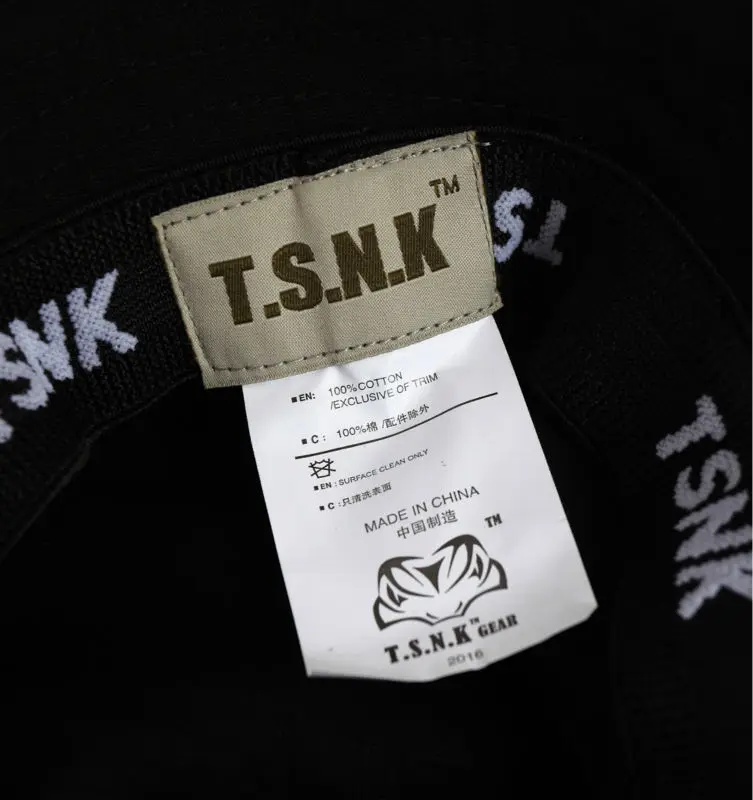 T.S.N.K™
TSNK
TS
TSNK
■EN: 100%COTTON
/EXCLUSIVE OF TRIM
■C: 100%棉 /配件除外
■EN:SURFACE CLEAN ONLY
■C:只清洗表面
MADE IN CHINA
中国制造
TM
T.S.N.K™ GEAR
2016